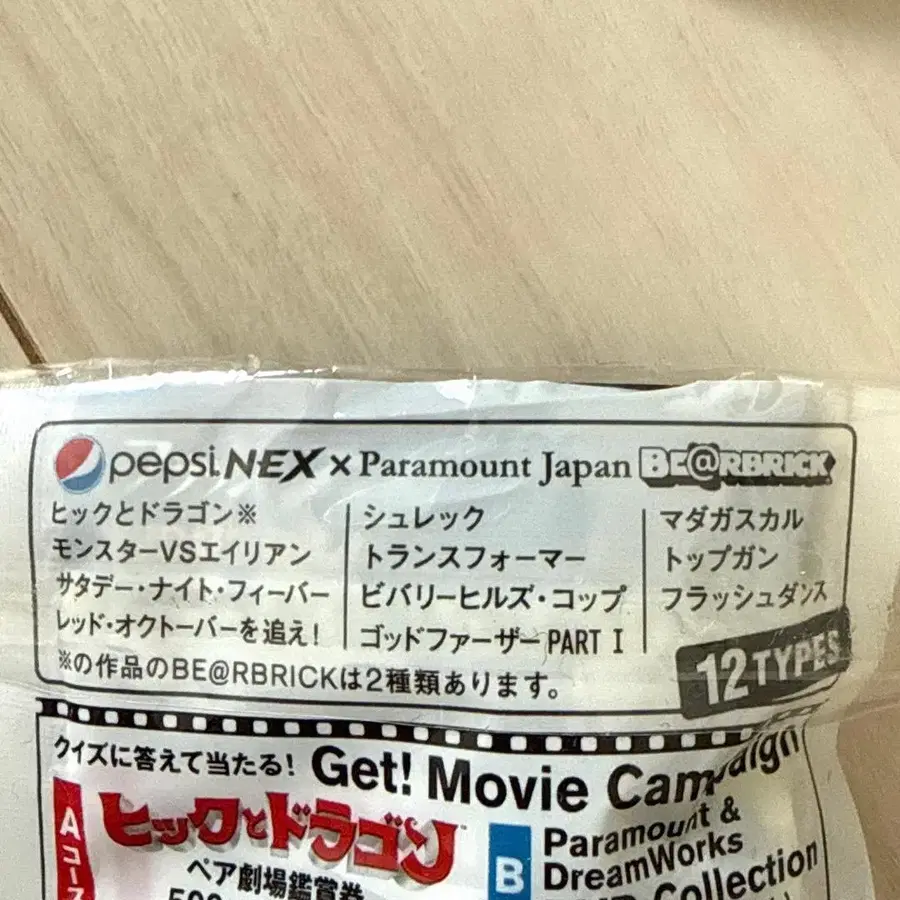 pepsi NEX × Paramount Japan BE@RBRICK
ヒックとドラゴン※
モンスターVSエイリアン
サタデー・ナイト・フィーバー
レッド・オクトーバーを追え!
シュレック
トランスフォーマー
ビバリーヒルズ・コップ
ゴッドファーザー PART I
マダガスカル
トップガン
フラッシュダンス
※の作品のBE@RBRICKは2種類あります。
12 TYPES
クイズに答えて当たる! Get! Movie Campaign
Aコース
ヒックとドラゴン
ペア劇場鑑賞券
B
Paramount &
DreamWorks
Collection